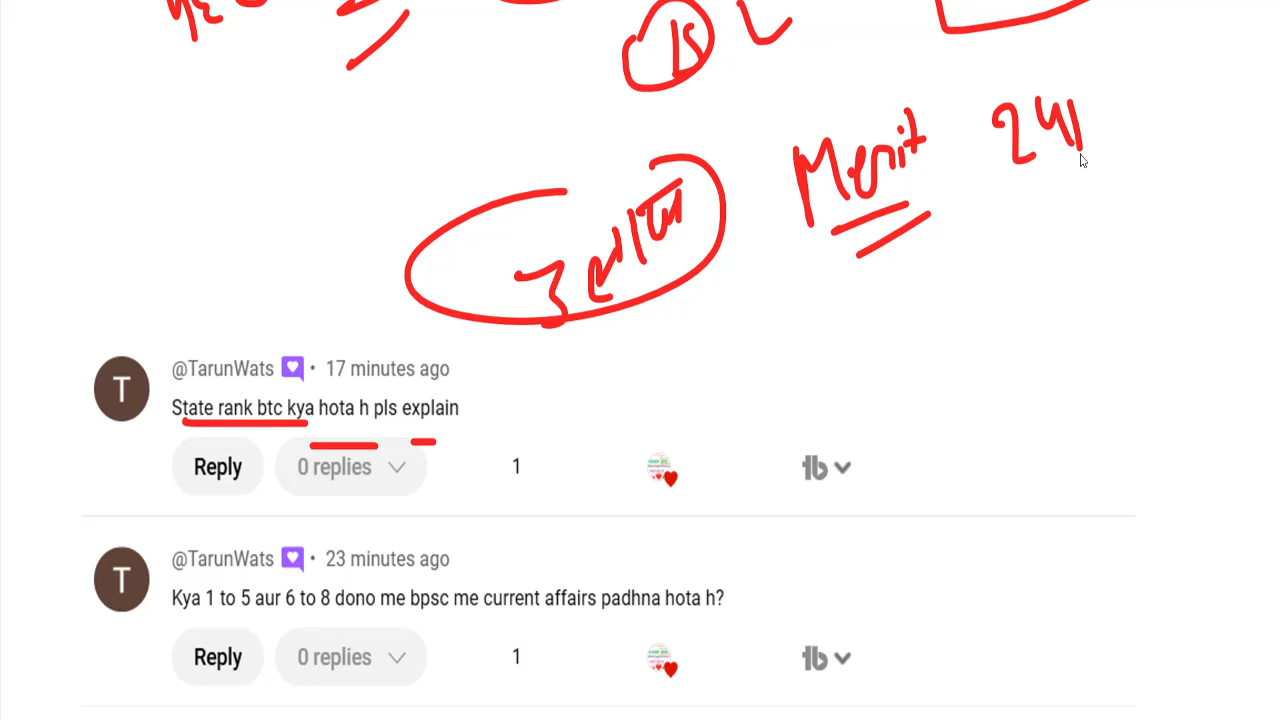 15
Merit 241
3
T
@TarunWats • 17 minutes ago
State rank btc kya hota h pls explain
Reply 0 replies 1
T
@TarunWats • 23 minutes ago
Kya 1 to 5 aur 6 to 8 dono me bpsc me current affairs padhna hota h?
Reply 0 replies 1